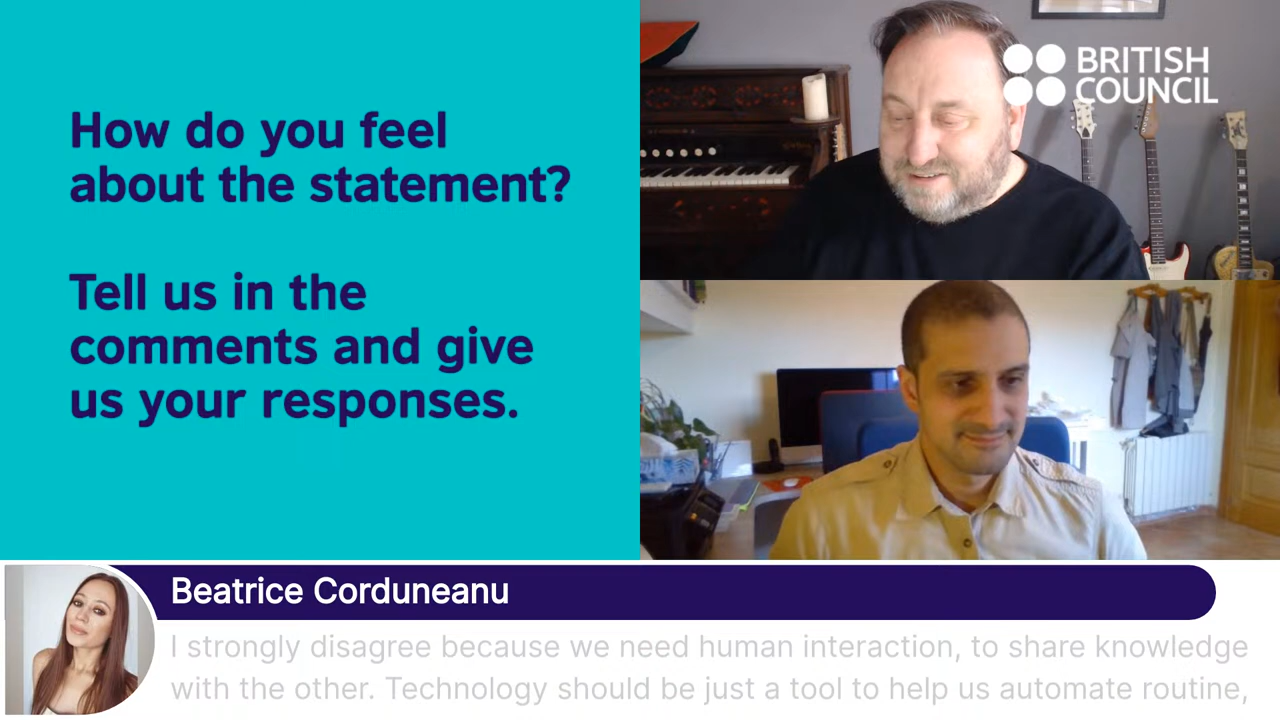 How do you feel
about the statement?
Tell us in the
comments and give
us your responses.
BRITISH
COUNCIL
Beatrice Corduneanu
I strongly disagree because we need human interaction, to share knowledge
with the other. Technology should be just a tool to help us automate routine,